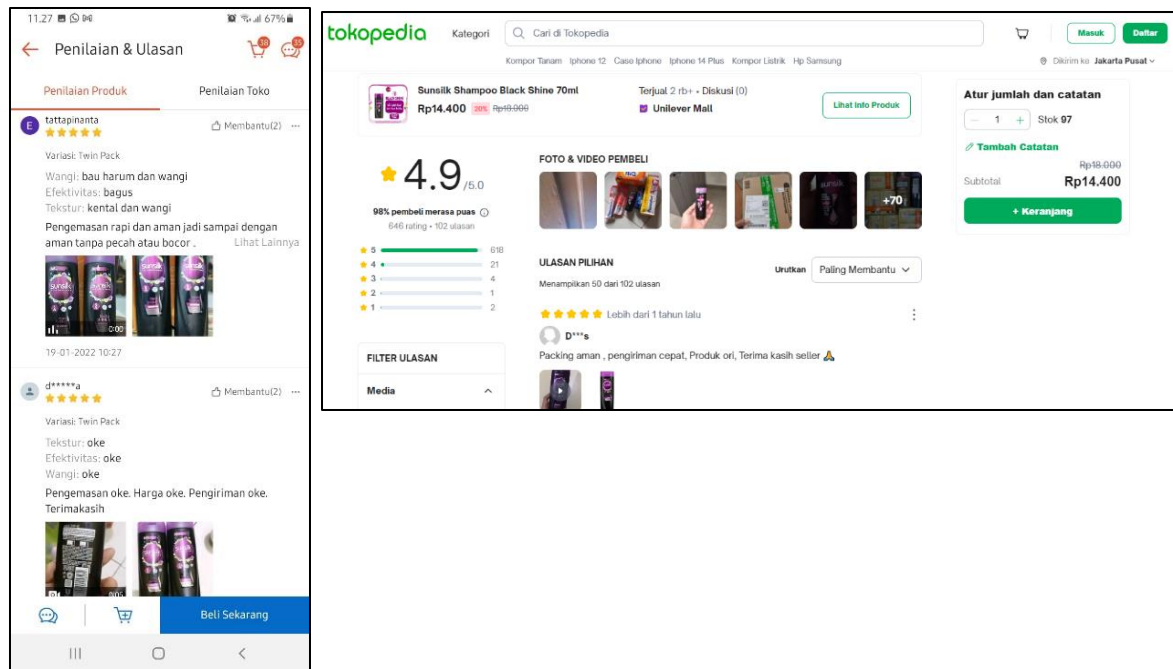 11.27
67%
Penilaian & Ulasan
38
35
Penilaian Produk
Penilaian Toko
E
tattapinanta
Membantu(2)
Variasi: Twin Pack
Wangi: bau harum dan wangi
Efektivitas: bagus
Tekstur: kental dan wangi
Pengemasan rapi dan aman jadi sampai dengan
aman tanpa pecah atau bocor . Lihat Lainnya
sunsilk
sunsilk
0:00
19-01-2022 10:27
d*****a
Membantu(2)
Variasi: Twin Pack
Tekstur: oke
Efektivitas: oke
Wangi: oke
Pengemasan oke. Harga oke. Pengiriman oke.
Terimakasih
sunsilk
0:05
Beli Sekarang
tokopedia
Kategori
Cari di Tokopedia
Masuk
Daftar
Kompor Tanam Iphone 12 Case Iphone Iphone 14 Plus Kompor Listrik Hp Samsung
Dikirim ke Jakarta Pusat
Sunsilk Shampoo Black Shine 70ml
Rp14.400 20% Rp18.000
Terjual 2 rb+ • Diskusi (0)
Unilever Mall
Lihat Info Produk
Atur jumlah dan catatan
1
Stok 97
Tambah Catatan
Rp18.000
Subtotal Rp14.400
+ Keranjang
4.9 /5.0
98% pembeli merasa puas
646 rating • 102 ulasan
5 618
4 21
3 4
2 1
1 2
FOTO & VIDEO PEMBELI
+70
ULASAN PILIHAN
Menampilkan 50 dari 102 ulasan
Urutkan
Paling Membantu
Lebih dari 1 tahun lalu
D***s
Packing aman , pengiriman cepat, Produk ori, Terima kasih seller
FILTER ULASAN
Media